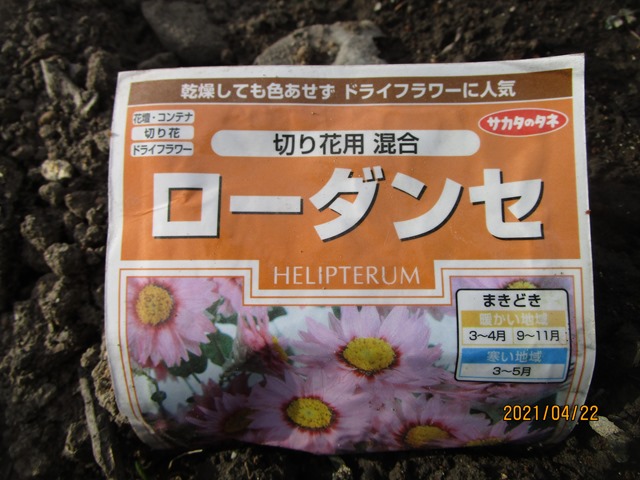 乾燥しても色あせず ドライフラワーに人気
花壇・コンテナ
切り花
ドライフラワー
サカタのタネ
切り花用 混合
ローダンセ
HELIPTERUM
まきどき
暖かい地域
3〜4月 9〜11月
寒い地域
3〜5月
2021/04/22